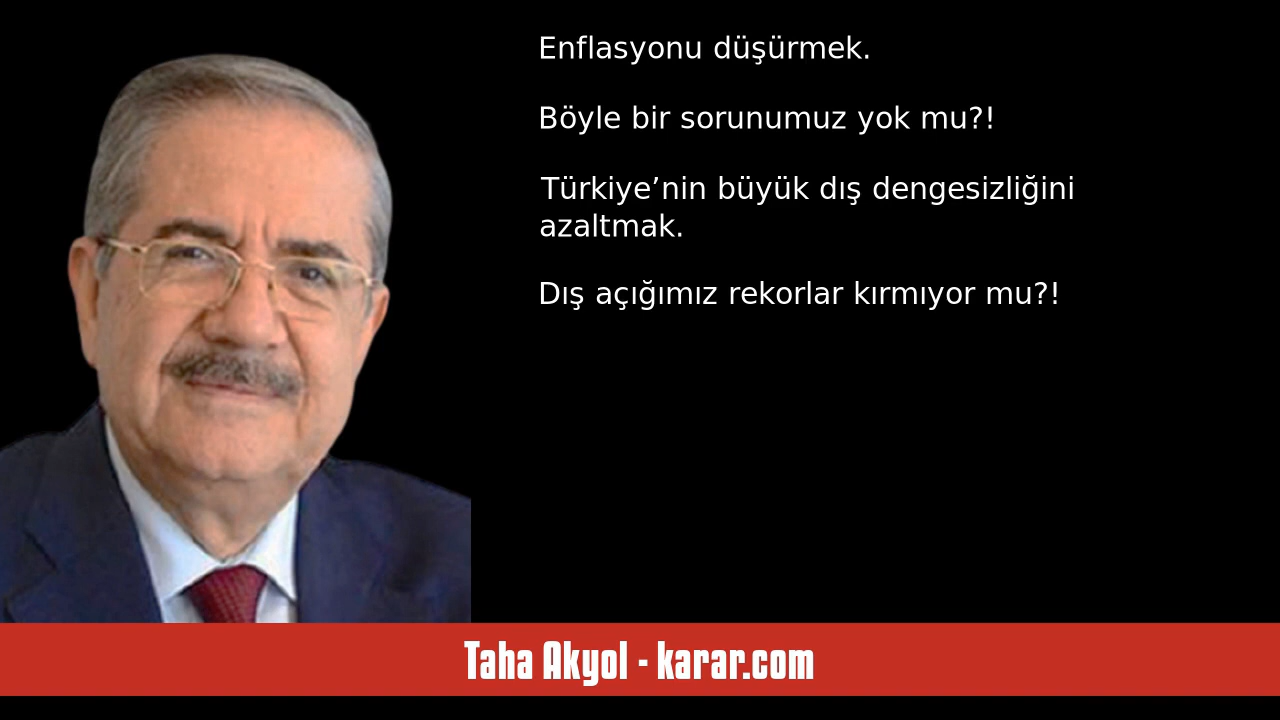 Enflasyonu düşürmek.
Böyle bir sorunumuz yok mu?!
Türkiye’nin büyük dış dengesizliğini
azaltmak.
Dış açığımız rekorlar kırmıyor mu?!
Taha Akyol - karar.com